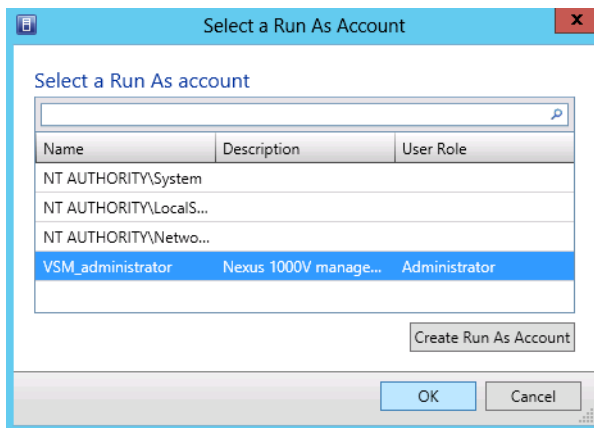 Select a Run As Account
x
Select a Run As account
Name Description User Role
NT AUTHORITY\System
NT AUTHORITY\LocalS...
NT AUTHORITY\Netwo...
VSM_administrator Nexus 1000V manage... Administrator
Create Run As Account
OK Cancel